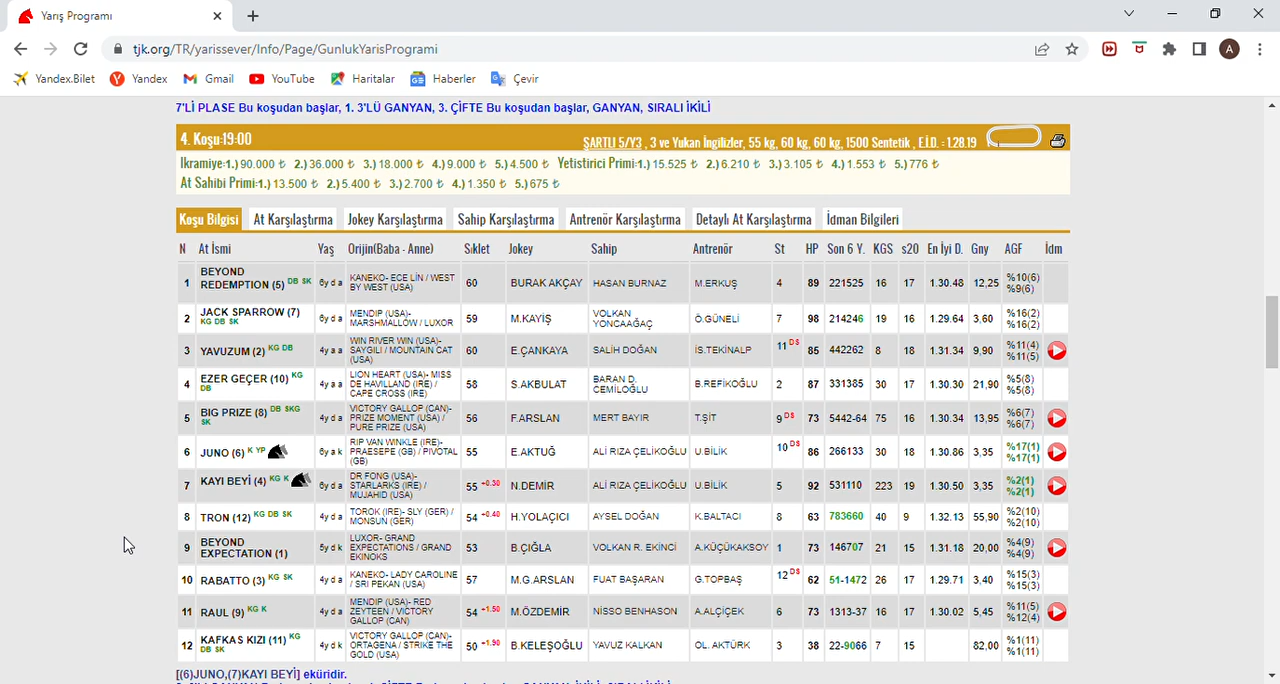 Yarış Programı
tjk.org/TR/yarissever/Info/Page/GunlukYarisProgrami
A
Yandex.Bilet Yandex Gmail YouTube Haritalar Haberler Çevir
7'Lİ PLASE Bu koşudan başlar, 1. 3'LÜ GANYAN, 3. ÇİFTE Bu koşudan başlar, GANYAN, SIRALI İKİLİ
4. Koşu:19:00 ŞARTLI 5/Y3 , 3 ve Yukarı İngilizler, 55 kg, 60 kg, 60 kg, 1500 Sentetik , E.İ.D. - 1.28.19
İkramiye:1.) 90.000 ₺ 2.) 36.000 ₺ 3.) 18.000 ₺ 4.) 9.000 ₺ 5.) 4.500 ₺ Yetiştirici Primi:1.) 15.525 ₺ 2.) 6.210 ₺ 3.) 3.105 ₺ 4.) 1.553 ₺ 5.) 776 ₺
At Sahibi Primi:1.) 13.500 ₺ 2.) 5.400 ₺ 3.) 2.700 ₺ 4.) 1.350 ₺ 5.) 675 ₺
Koşu Bilgisi At Karşılaştırma Jokey Karşılaştırma Sahip Karşılaştırma Antrenör Karşılaştırma Detaylı At Karşılaştırma İdman Bilgileri
N At İsmi Yaş Orijin(Baba - Anne) Sıklet Jokey Sahip Antrenör St HP Son 6 Y. KGS s20 En İyi D. Gny AGF İdm
1 BEYOND REDEMPTION (5) DB SK 6y d a KANEKO- ECE LİN / WEST BY WEST (USA) 60 BURAK AKÇAY HASAN BURNAZ M.ERKUŞ 4 89 221525 16 17 1.30.48 12,25 %10(6) %9(6)
2 JACK SPARROW (7) KG DB SK 6y d a MENDIP (USA)- MARSHMALLOW / LUXOR 59 M.KAYIŞ VOLKAN YONCAAĞAÇ Ö.GÜNELİ 7 98 214246 19 16 1.29.64 3,60 %16(2) %16(2)
3 YAVUZUM (2) KG DB 4y a a WIN RIVER WIN (USA)- SAYGILI / MOUNTAIN CAT (USA) 60 E.ÇANKAYA SALİH DOĞAN İS.TEKİNALP 11 DS 85 442262 8 18 1.31.34 9,90 %11(4) %11(5)
4 EZER GEÇER (10) KG DB 4y a a LION HEART (USA)- MISS DE HAVILLAND (IRE) / CAPE CROSS (IRE) 58 S.AKBULAT BARAN D. CEMİLOĞLU B.REFİKOĞLU 2 87 331385 30 17 1.30.30 21,90 %5(8) %5(8)
5 BIG PRIZE (8) DB SKG SK 4y d a VICTORY GALLOP (CAN)- PRIZE MOMENT (USA) / PURE PRIZE (USA) 56 F.ARSLAN MERT BAYIR T.ŞİT 9 DS 73 5442-64 75 16 1.30.34 13,95 %6(7) %6(7)
6 JUNO (6) K YP 6y a k RIP VAN WINKLE (IRE)- PRAESEPE (GB) / PIVOTAL (GB) 55 E.AKTUĞ ALİ RIZA ÇELİKOĞLU U.BİLİK 10 DS 86 266133 30 18 1.30.86 3,35 %17(1) %17(1)
7 KAYI BEYİ (4) KG K 6y d a DR FONG (USA)- STARLARKS (IRE) / MUJAHID (USA) 55 +0.30 N.DEMİR ALİ RIZA ÇELİKOĞLU U.BİLİK 5 92 531110 223 19 1.30.50 3,35 %2(1) %2(1)
8 TRON (12) KG DB SK 4y d a TOROK (IRE)- SLY (GER) / MONSUN (GER) 54 +0.40 H.YOLAÇICI AYSEL DOĞAN K.BALTACI 8 63 783660 40 9 1.32.13 55,90 %2(10) %2(10)
9 BEYOND EXPECTATION (1) 5y d k LUXOR- GRAND EXPECTATIONS / GRAND EKINOKS 53 B.ÇIĞLA VOLKAN R. EKİNCİ A.KÜÇÜKAKSOY 1 73 146707 21 15 1.31.18 20,00 %4(9) %4(9)
10 RABATTO (3) KG SK 4y d a KANEKO- LADY CAROLINE / SRI PEKAN (USA) 57 M.G.ARSLAN FUAT BAŞARAN G.TOPBAŞ 12 DS 62 51-1472 26 17 1.29.71 3,40 %15(3) %15(3)
11 RAUL (9) KG K 4y d a MENDIP (USA)- RED ZEYTEEN / VICTORY GALLOP (CAN) 54 +1.50 M.ÖZDEMİR NİSSO BENHASON A.ALÇİÇEK 6 73 1313-37 16 17 1.30.02 5,45 %11(5) %12(4)
12 KAFKAS KIZI (11) KG DB SK 4y d k VICTORY GALLOP (CAN)- ORTAGENA / STRIKE THE GOLD (USA) 50 +1.90 B.KELEŞOĞLU YAVUZ KALKAN OL. AKTÜRK 3 38 22-9066 7 15 82,00 %1(11) %1(11)
[(6)JUNO,(7)KAYI BEYİ] eküridir.